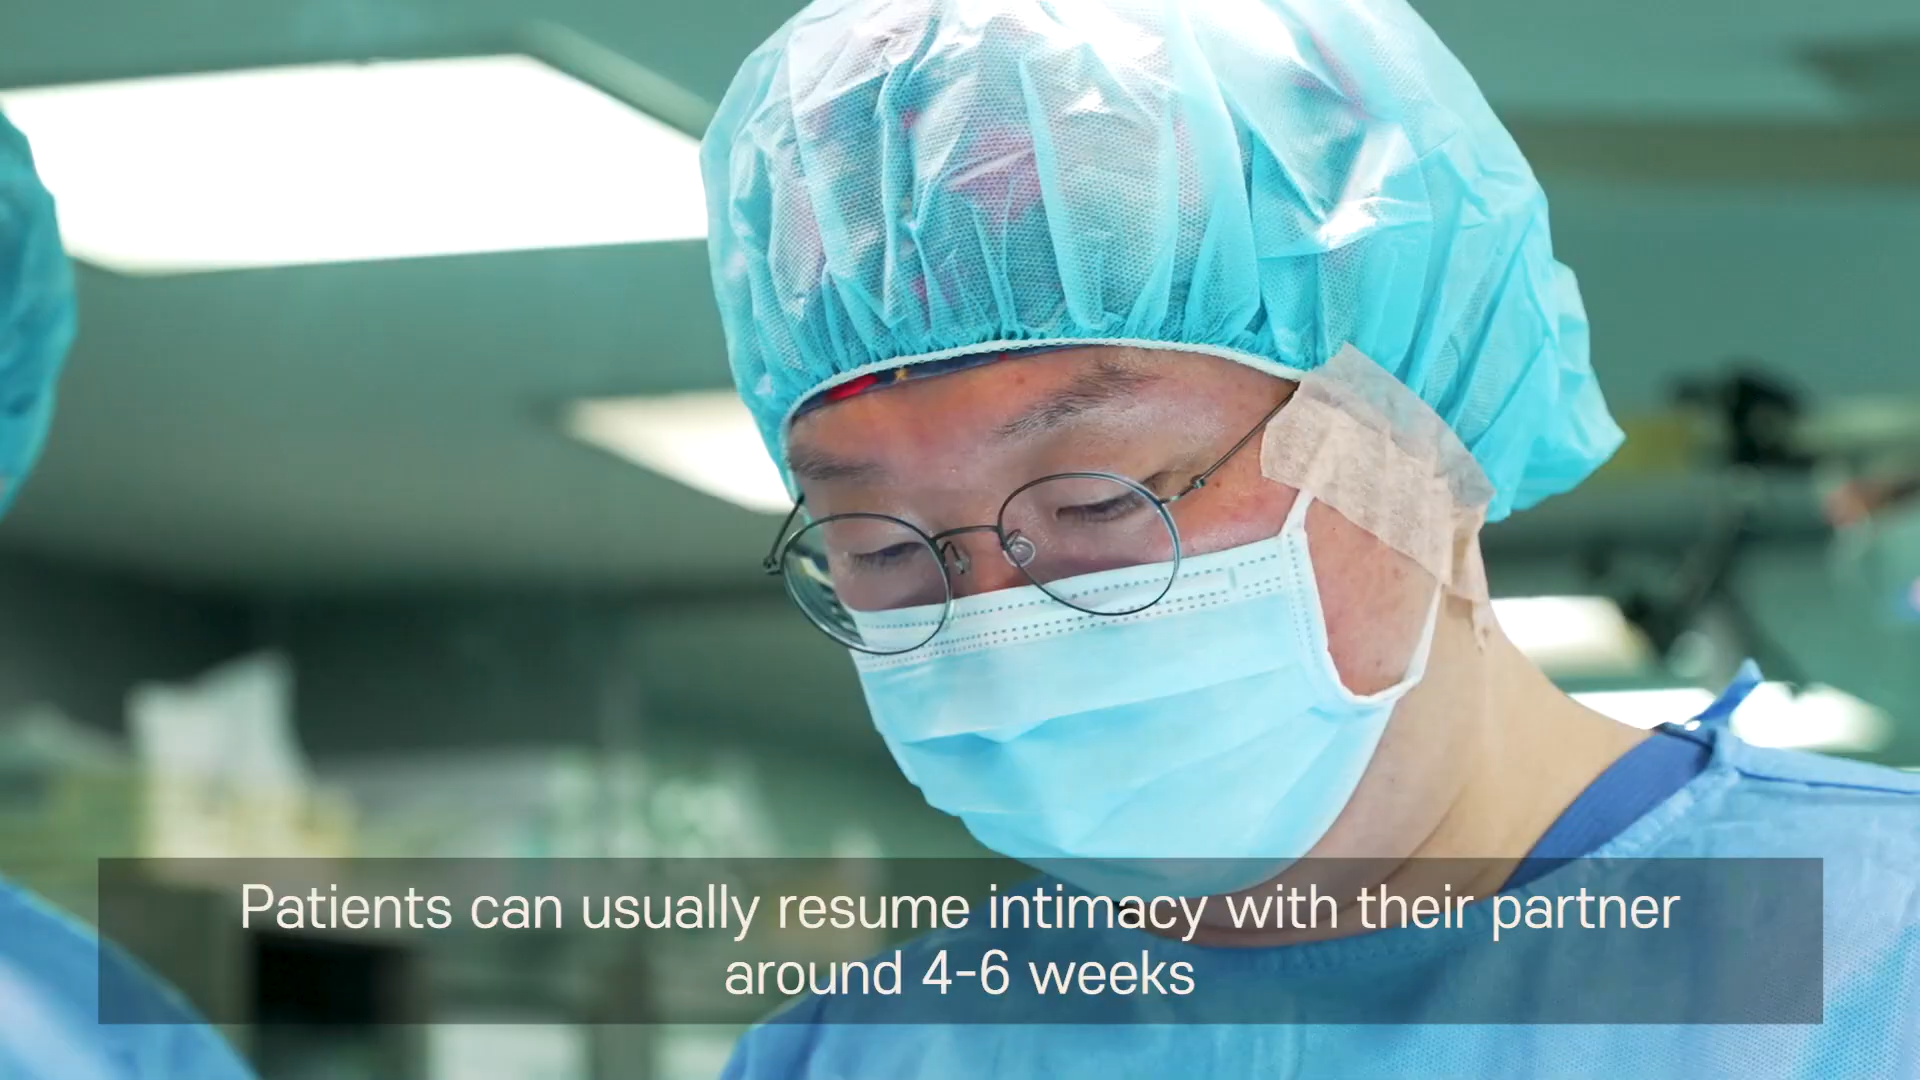 Patients can usually resume intimacy with their partner
around 4-6 weeks